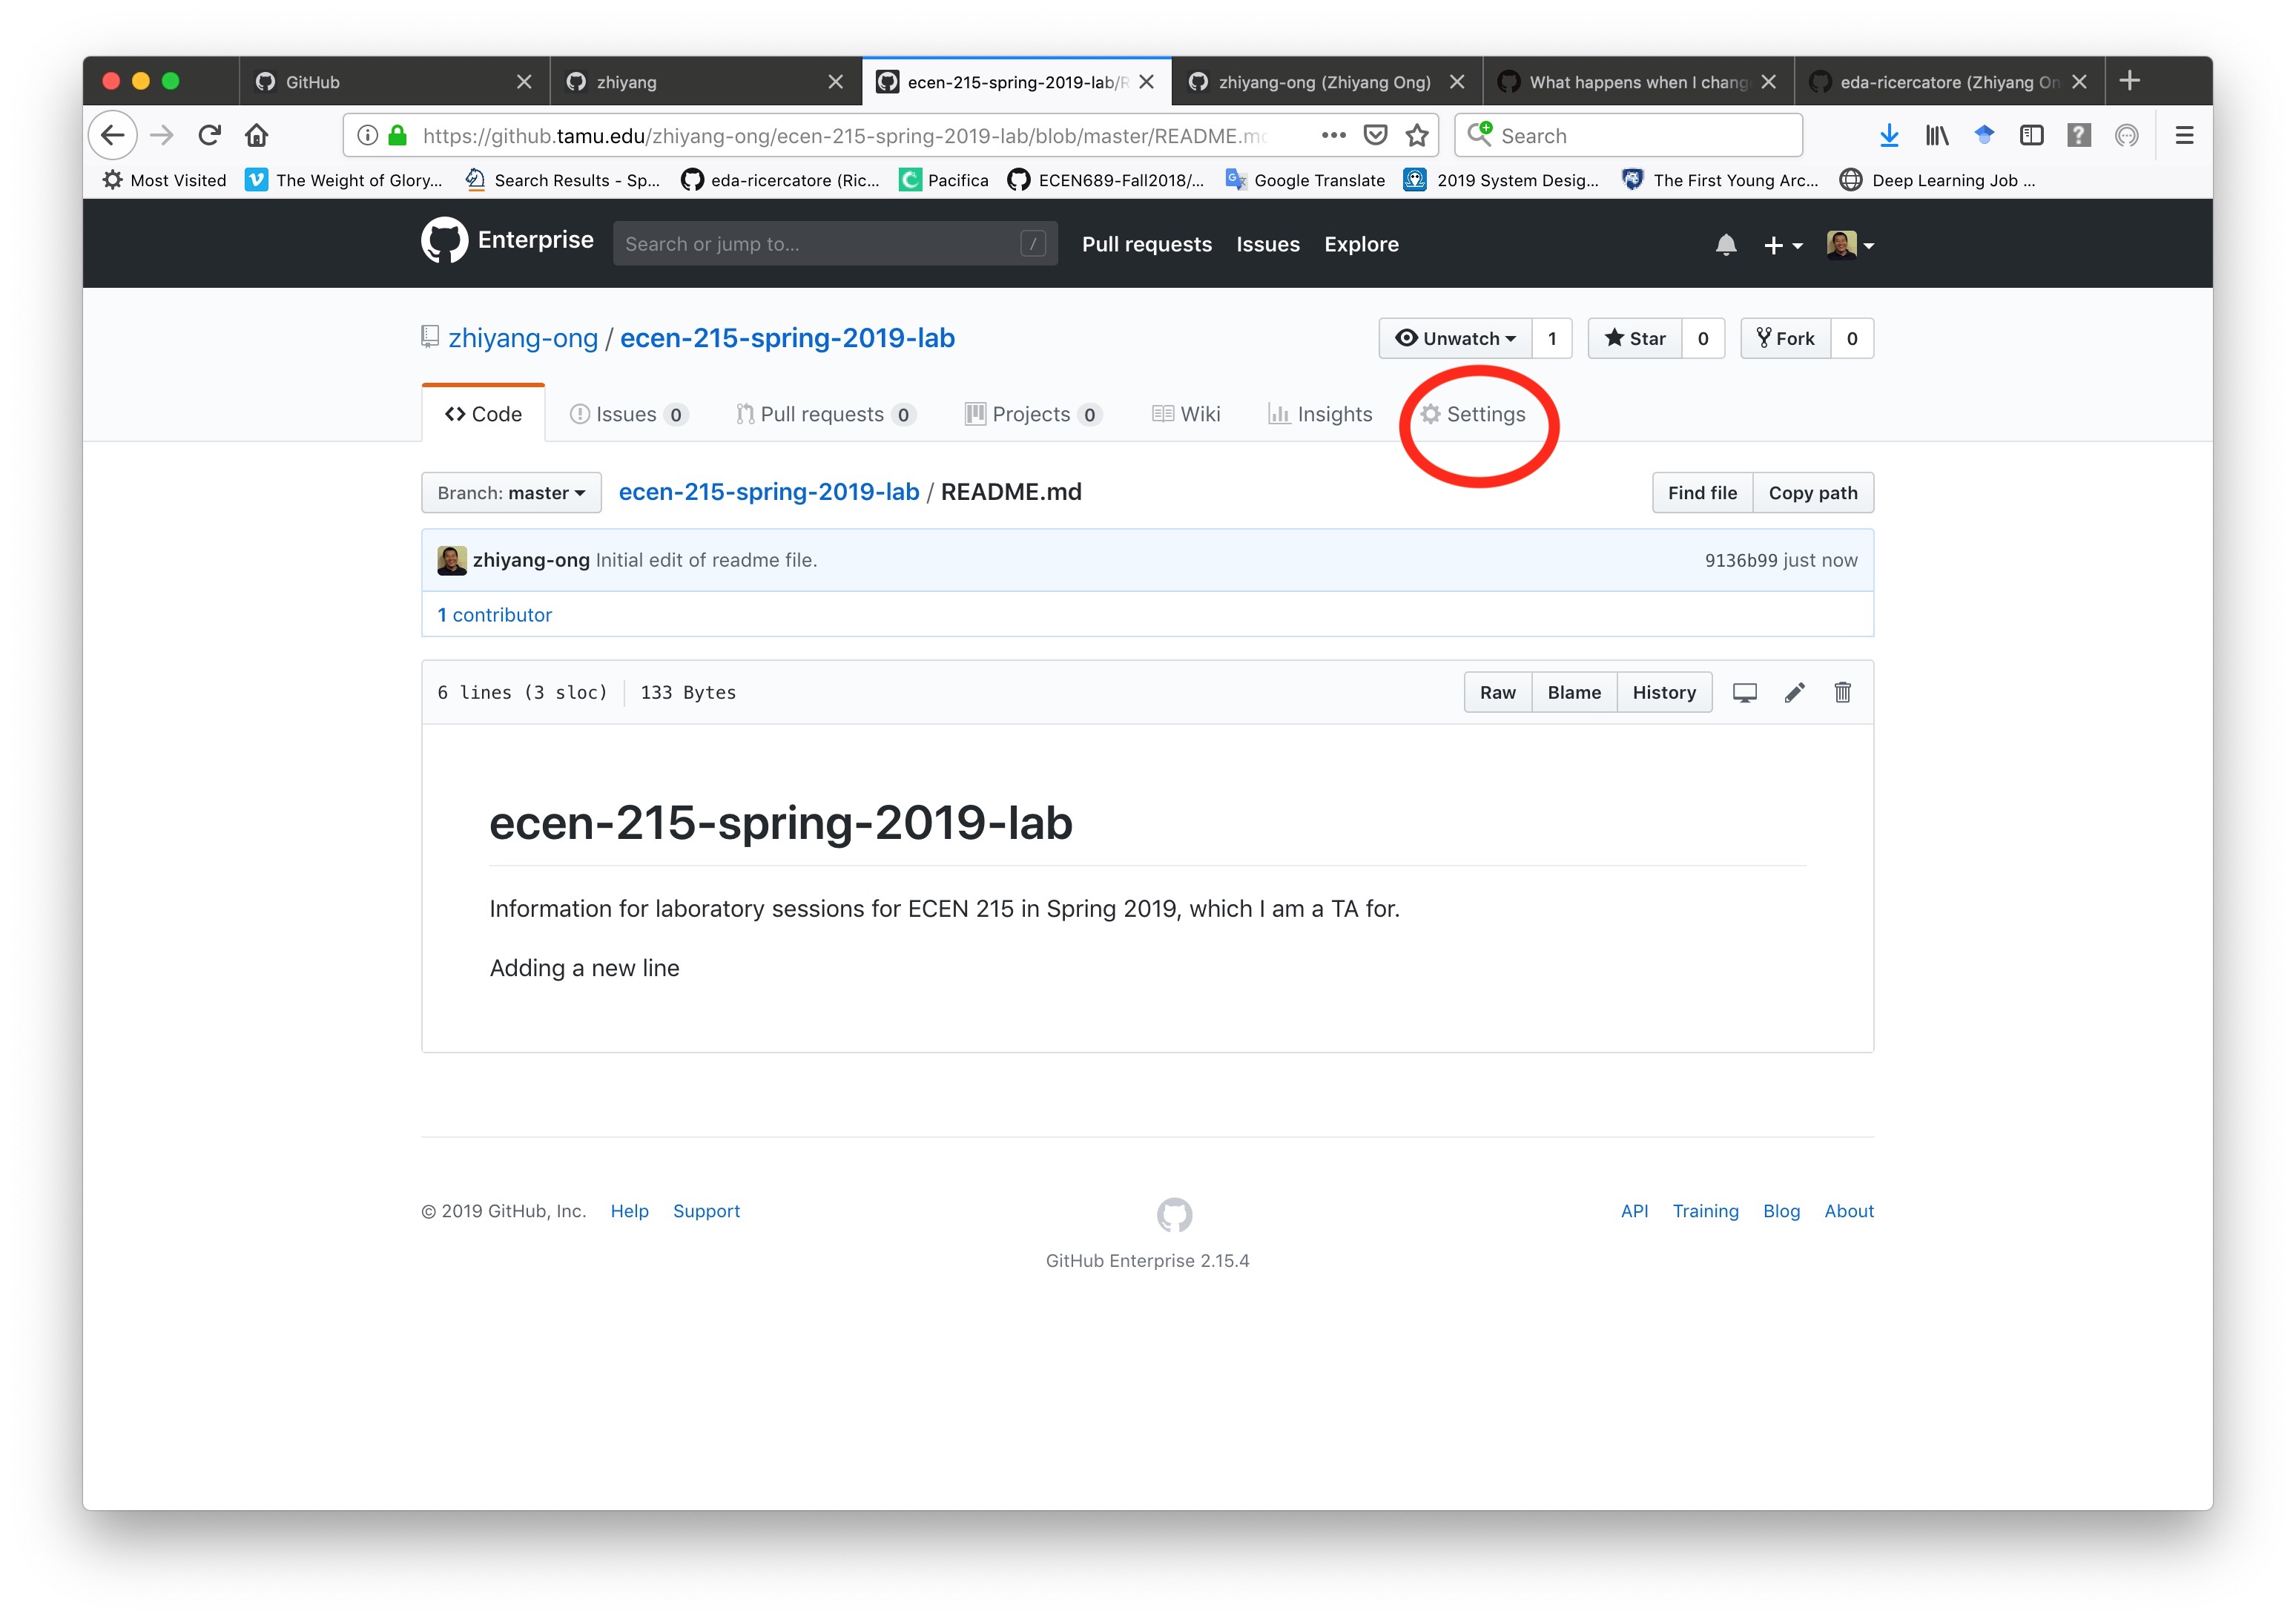 GitHub
zhiyang
ecen-215-spring-2019-lab/R
zhiyang-ong (Zhiyang Ong)
What happens when I chang
eda-ricercatore (Zhiyang On
https://github.tamu.edu/zhiyang-ong/ecen-215-spring-2019-lab/blob/master/README.md
Search
Most Visited
The Weight of Glory...
Search Results - Sp...
eda-ricercatore (Ric...
Pacifica
ECEN689-Fall2018/...
Google Translate
2019 System Desig...
The First Young Arc...
Deep Learning Job ...
Enterprise
Search or jump to...
/
Pull requests
Issues
Explore
zhiyang-ong / ecen-215-spring-2019-lab
Unwatch 1
Star 0
Fork 0
Code
Issues 0
Pull requests 0
Projects 0
Wiki
Insights
Settings
Branch: master
ecen-215-spring-2019-lab / README.md
Find file
Copy path
zhiyang-ong Initial edit of readme file.
9136b99 just now
1 contributor
6 lines (3 sloc)
133 Bytes
Raw
Blame
History
ecen-215-spring-2019-lab
Information for laboratory sessions for ECEN 215 in Spring 2019, which I am a TA for.
Adding a new line
© 2019 GitHub, Inc.
Help
Support
API
Training
Blog
About
GitHub Enterprise 2.15.4